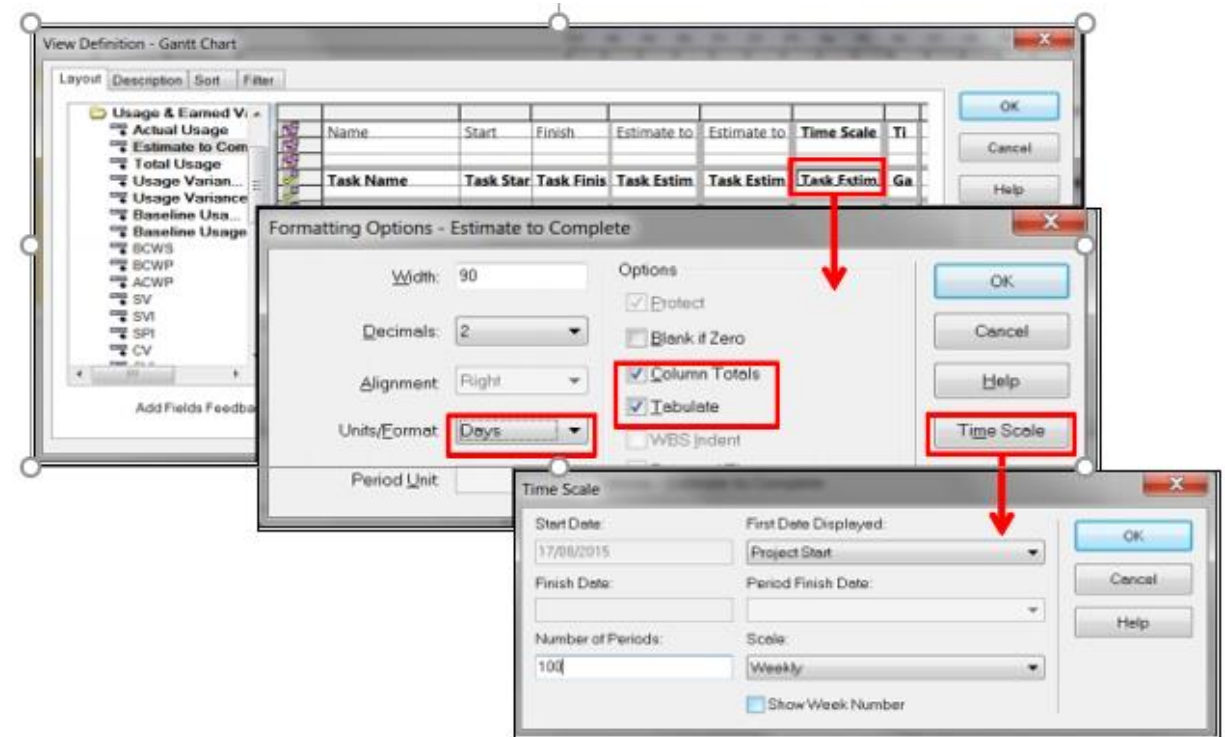 View Definition - Gantt Chart
Layout Description Sort Filter
Usage & Earned V
Actual Usage
Estimate to Com
Total Usage
Usage Varian...
Usage Variance
Baseline Usa...
Baseline Usage
BCWS
BCWP
ACWP
SV
SVI
SPI
CV
Add Fields Feedba
Name Start Finish Estimate to Estimate to Time Scale Ti
Task Name Task Star Task Finis Task Estim Task Estim Task Estim Ga
OK
Cancel
Help
Formatting Options - Estimate to Complete
Width: 90
Decimals: 2
Alignment Right
Units/Format Days
Period Unit
Options
Protect
Blank if Zero
Column Totals
Tabulate
WBS Indent
OK
Cancel
Help
Time Scale
Time Scale
Start Date: First Date Displayed:
17/08/2015 Project Start
Finish Date: Period Finish Date:
Number of Periods: Scale:
100 Weekly
Show Week Number
OK
Cancel
Help